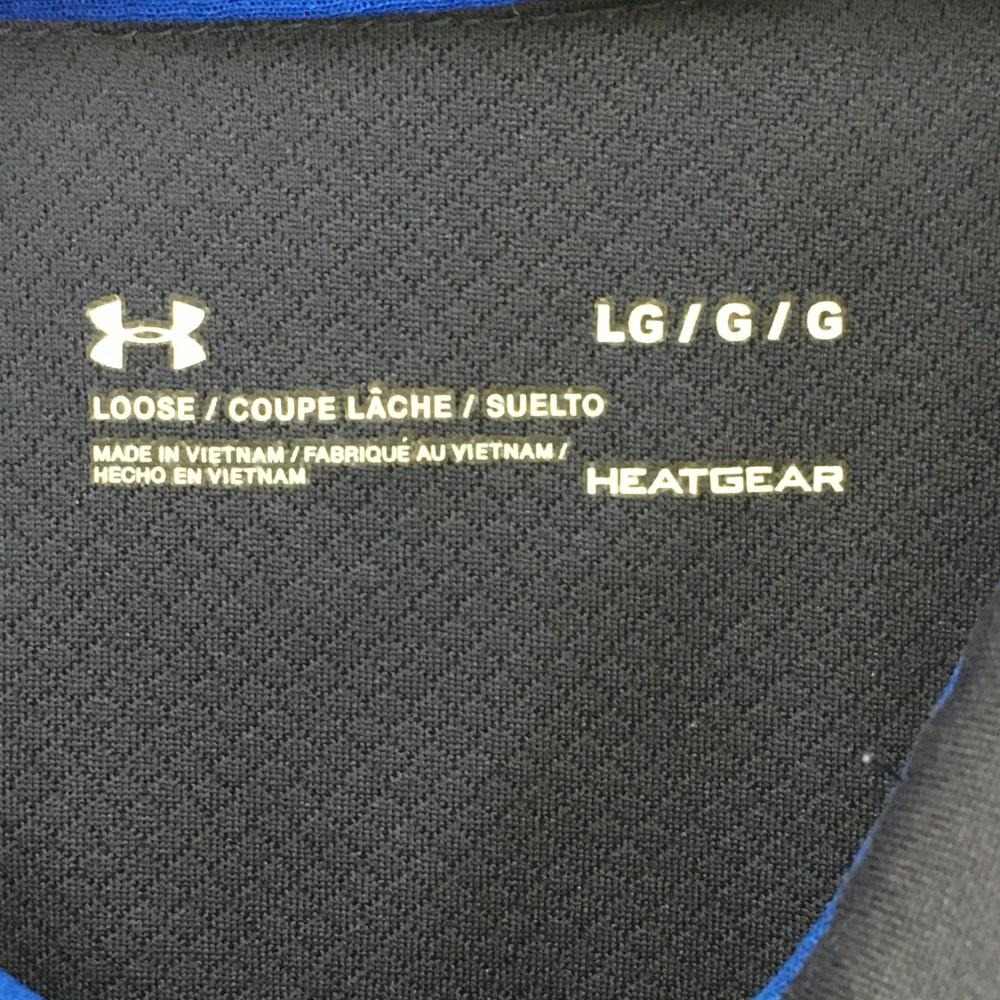 LG / G / G
LOOSE / COUPE LÂCHE / SUELTO
MADE IN VIETNAM / FABRIQUÉ AU VIETNAM /
HECHO EN VIETNAM
HEATGEAR